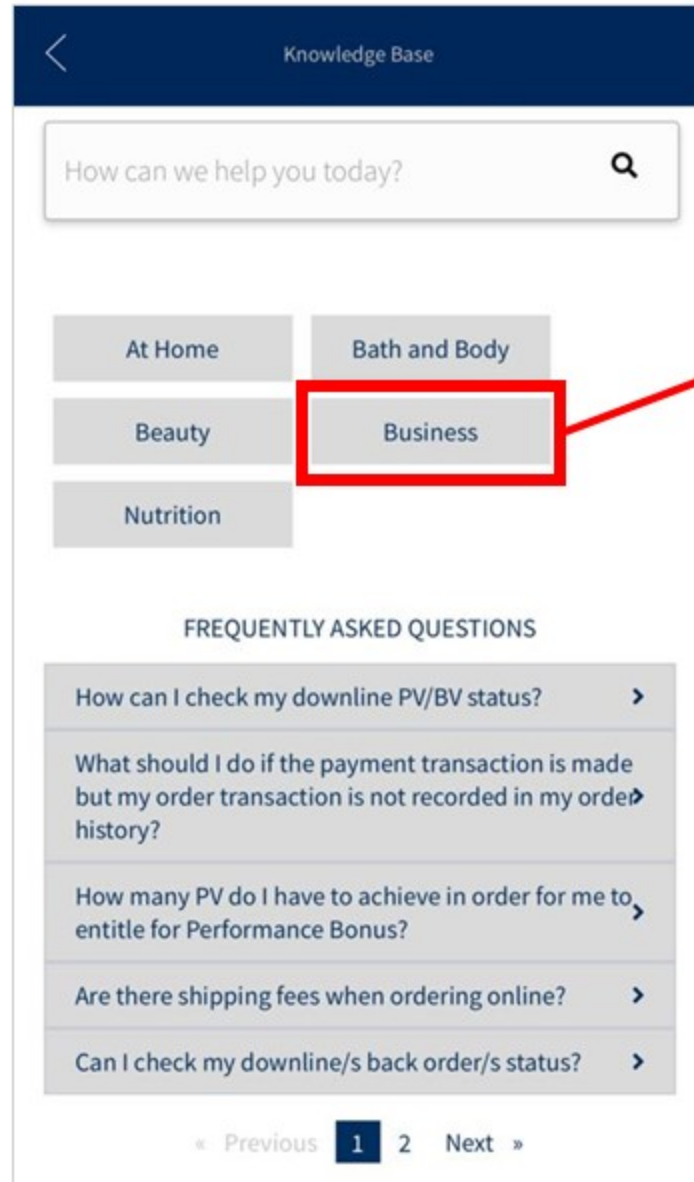 Knowledge Base
How can we help you today?
At Home
Bath and Body
Beauty
Business
Nutrition
FREQUENTLY ASKED QUESTIONS
How can I check my downline PV/BV status?
What should I do if the payment transaction is made
but my order transaction is not recorded in my order
history?
How many PV do I have to achieve in order for me to
entitle for Performance Bonus?
Are there shipping fees when ordering online?
Can I check my downline/s back order/s status?
« Previous 1 2 Next »